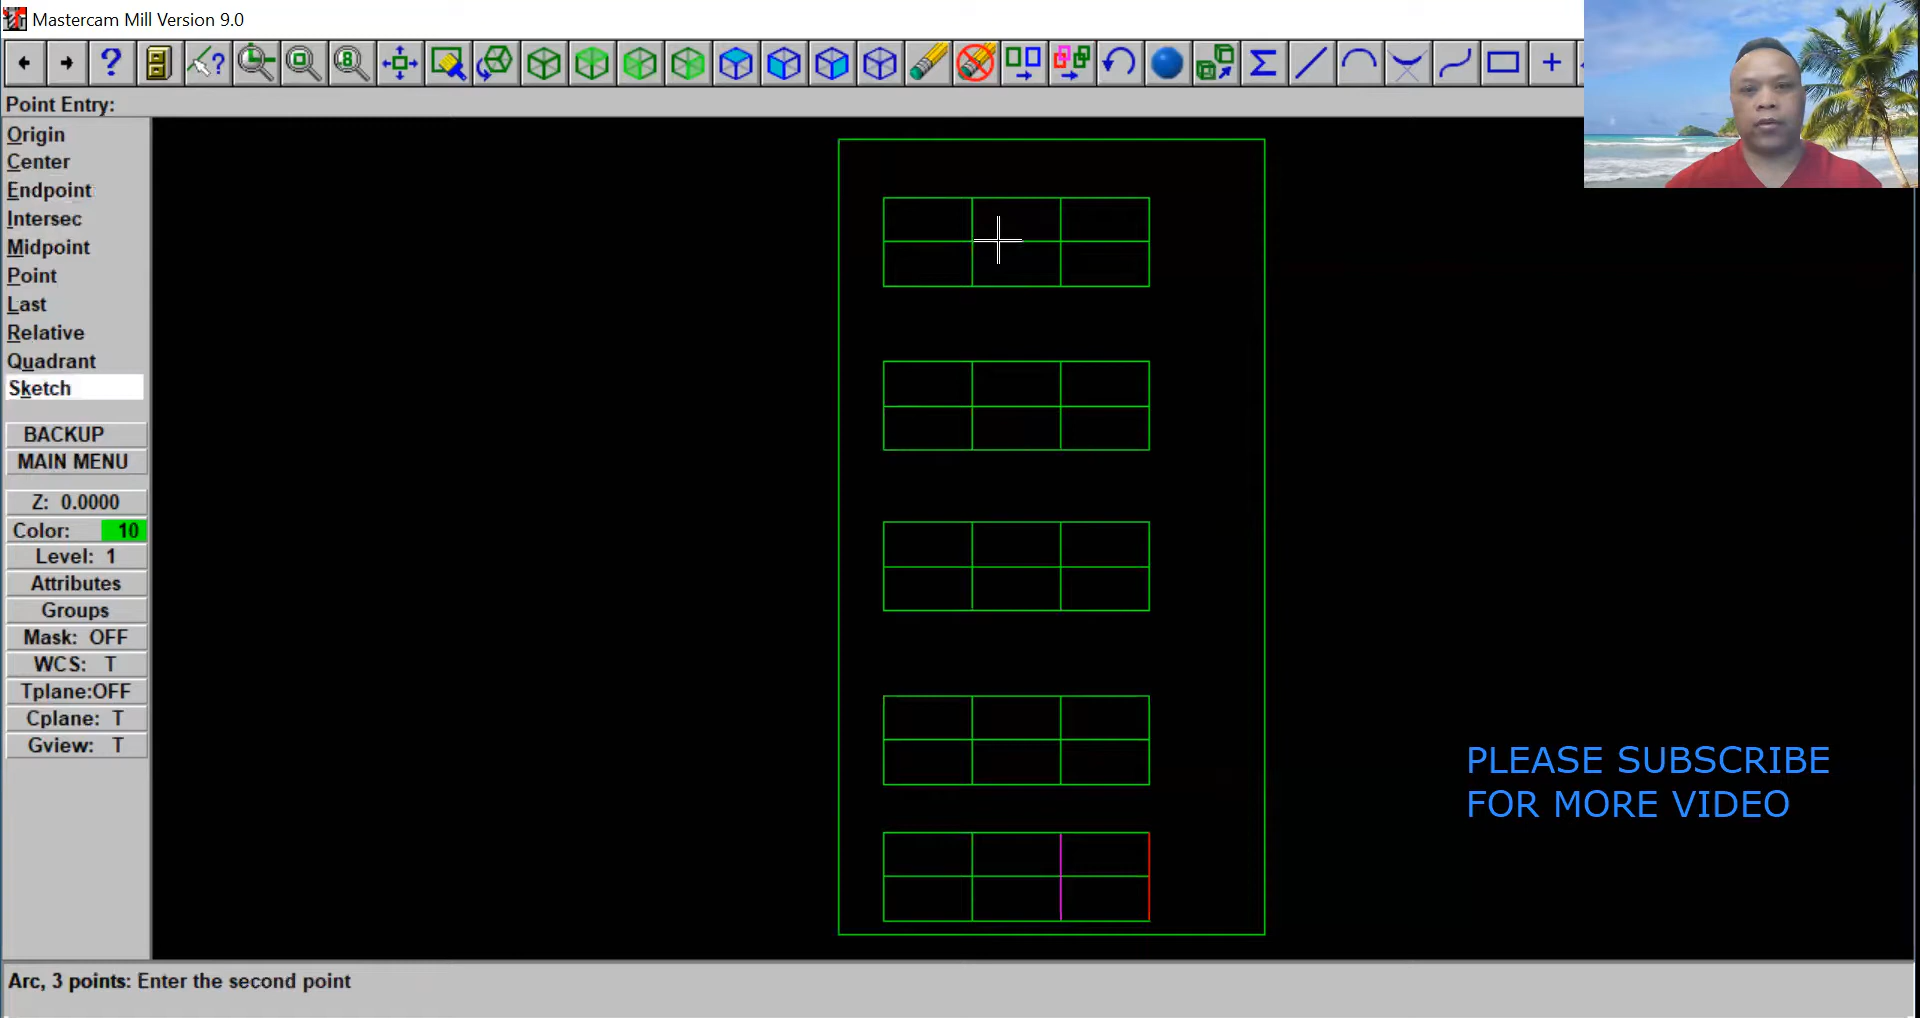 Mastercam Mill Version 9.0
Point Entry:
Origin
Center
Endpoint
Intersec
Midpoint
Point
Last
Relative
Quadrant
Sketch
BACKUP
MAIN MENU
Z: 0.0000
Color: 10
Level: 1
Attributes
Groups
Mask: OFF
WCS: T
Tplane:OFF
Cplane: T
Gview: T
PLEASE SUBSCRIBE
FOR MORE VIDEO
Arc, 3 points: Enter the second point